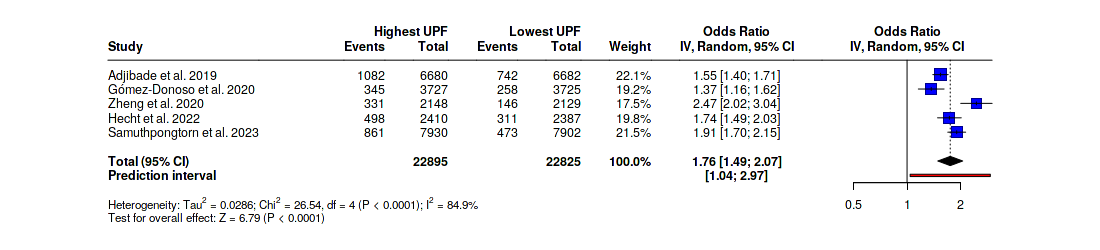 Highest UPF Lowest UPF Odds Ratio Odds Ratio
Study Events Total Events Total Weight IV, Random, 95% CI IV, Random, 95% CI
Adjibade et al. 2019 1082 6680 742 6682 22.1% 1.55 [1.40; 1.71]
Gómez-Donoso et al. 2020 345 3727 258 3725 19.2% 1.37 [1.16; 1.62]
Zheng et al. 2020 331 2148 146 2129 17.5% 2.47 [2.02; 3.04]
Hecht et al. 2022 498 2410 311 2387 19.8% 1.74 [1.49; 2.03]
Samuthpongtorn et al. 2023 861 7930 473 7902 21.5% 1.91 [1.70; 2.15]
Total (95% CI) 22895 22825 100.0% 1.76 [1.49; 2.07]
Prediction interval [1.04; 2.97]
Heterogeneity: Tau² = 0.0286; Chi² = 26.54, df = 4 (P < 0.0001); I² = 84.9%
Test for overall effect: Z = 6.79 (P < 0.0001)
0.5 1 2